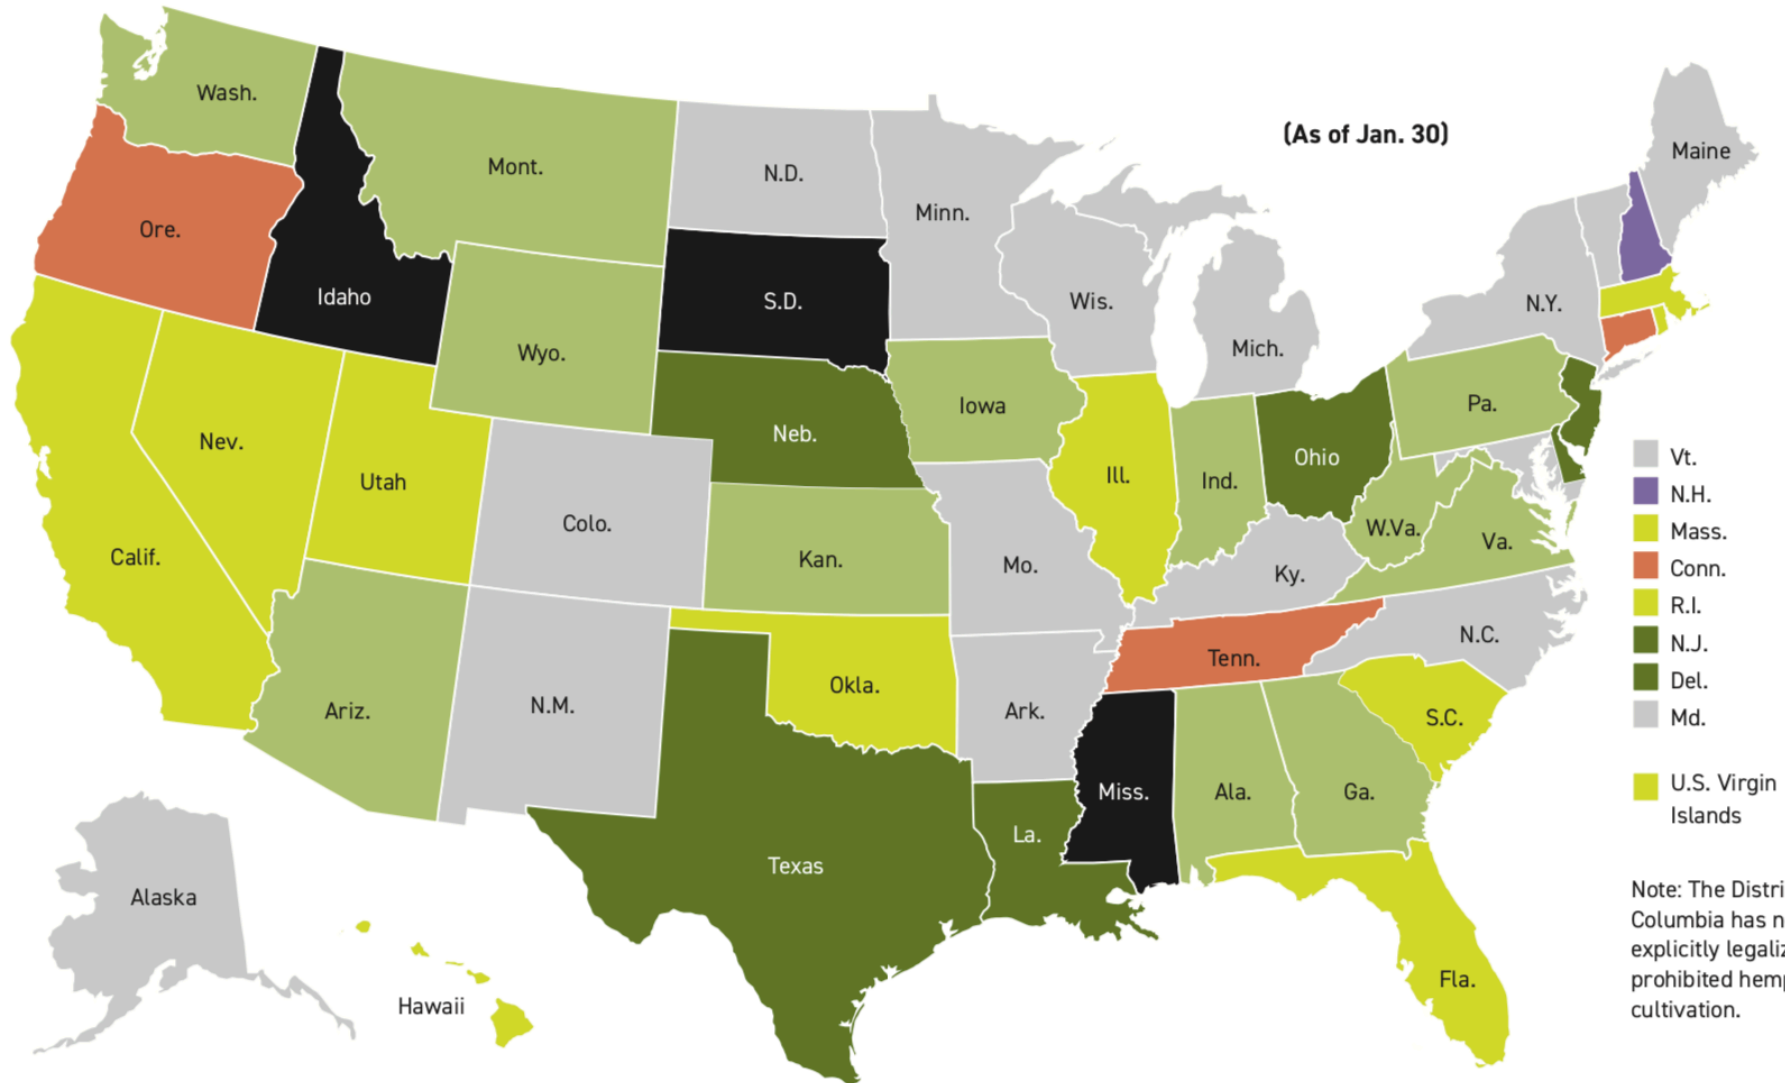 (As of Jan. 30)
Wash.
Mont.
N.D.
Minn.
Maine
Ore.
Idaho
S.D.
Wis.
N.Y.
Mich.
Wyo.
Neb.
Iowa
Pa.
Nev.
Utah
Colo.
Ill.
Ind.
Ohio
W.Va.
Va.
Calif.
Kan.
Mo.
Ky.
N.C.
Tenn.
Ariz.
N.M.
Okla.
Ark.
S.C.
Miss.
Ala.
Ga.
La.
Texas
Fla.
Alaska
Hawaii
Vt.
N.H.
Mass.
Conn.
R.I.
N.J.
Del.
Md.
U.S. Virgin
Islands
Note: The Distri
Columbia has n
explicitly legaliz
prohibited hemp
cultivation.